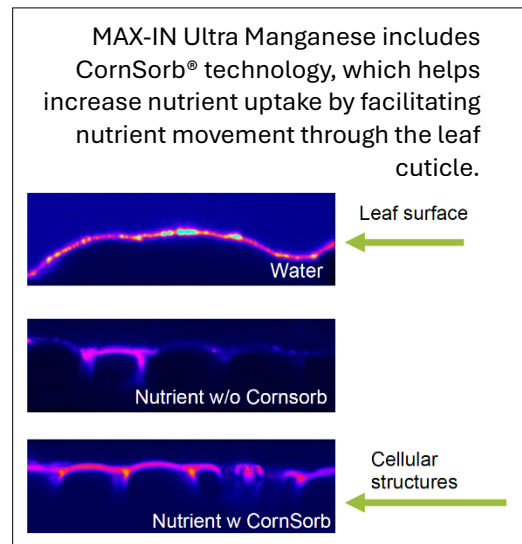 MAX-IN Ultra Manganese includes
CornSorb® technology, which helps
increase nutrient uptake by facilitating
nutrient movement through the leaf
cuticle.
Leaf surface
Water
Nutrient w/o Cornsorb
Cellular
structures
Nutrient w CornSorb